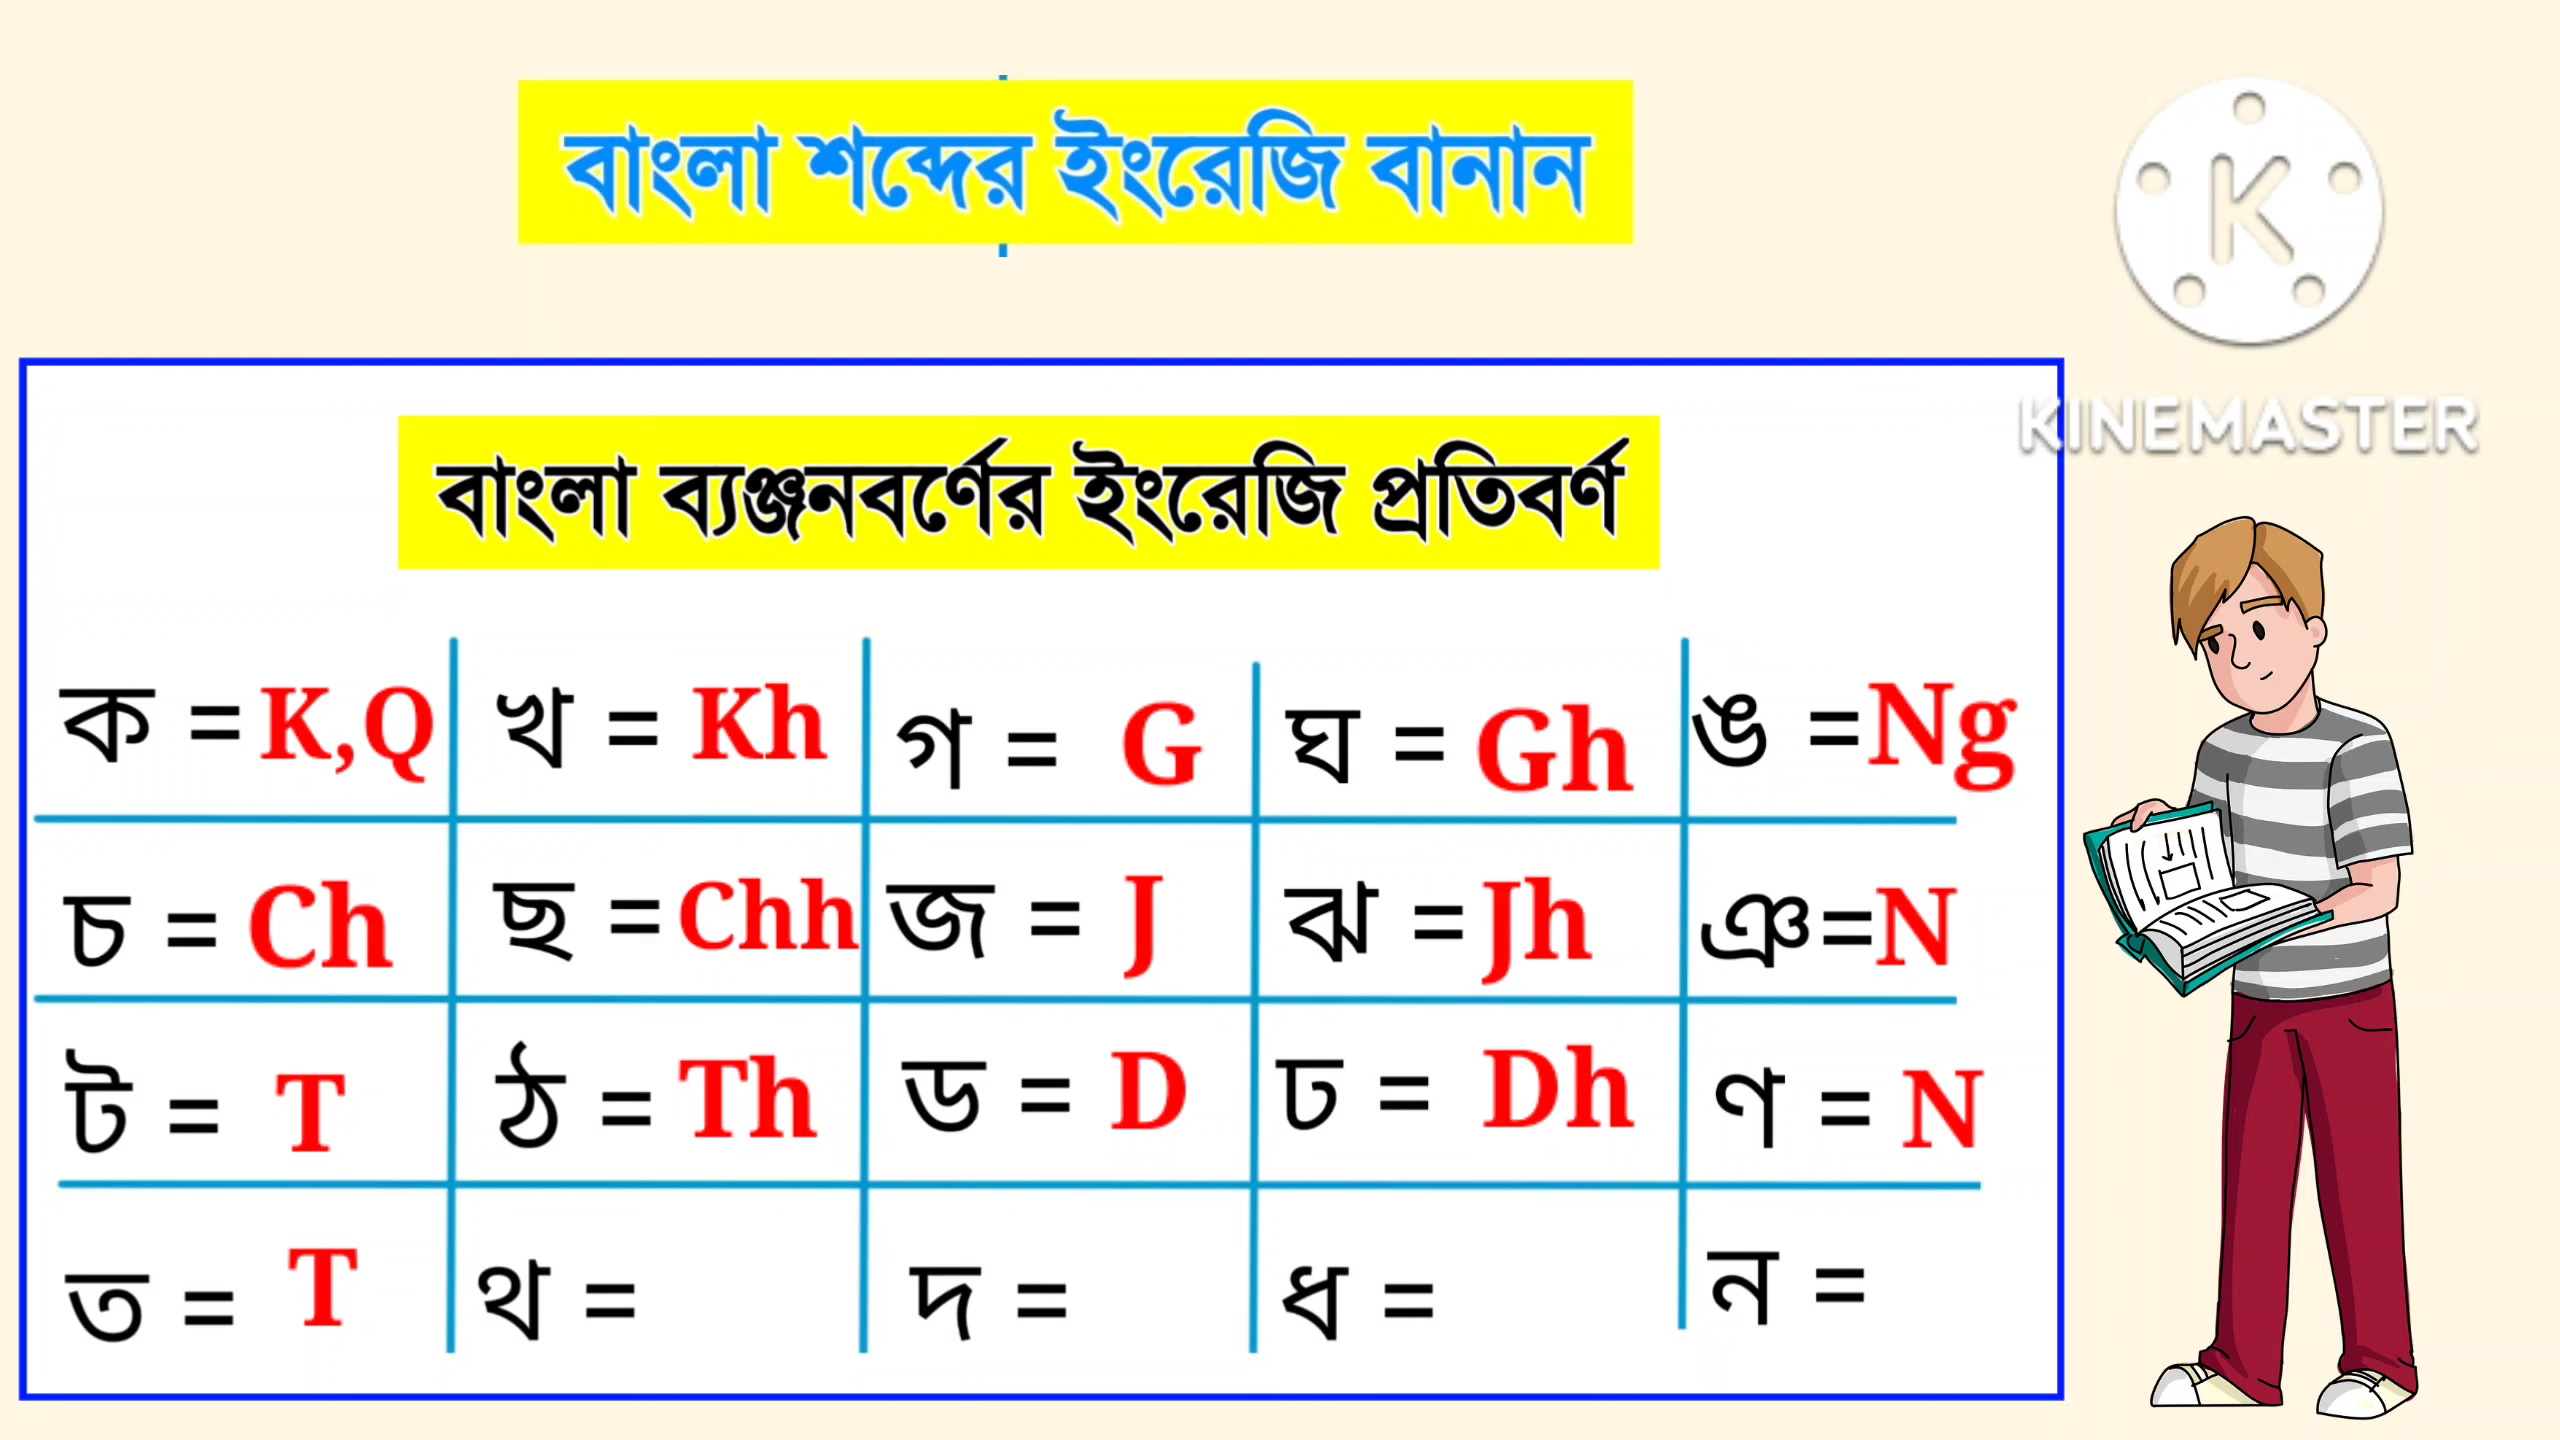 বাংলা শব্দের ইংরেজি বানান
K
KINEMASTER
বাংলা ব্যঞ্জনবর্ণের ইংরেজি প্রতিবর্ণ
ক = K,Q খ = Kh গ = G ঘ = Gh ঙ = Ng
চ = Ch ছ = Chh জ = J ঝ = Jh ঞ = N
ট = T ঠ = Th ড = D ঢ = Dh ণ = N
ত = T থ = দ = ধ = ন =